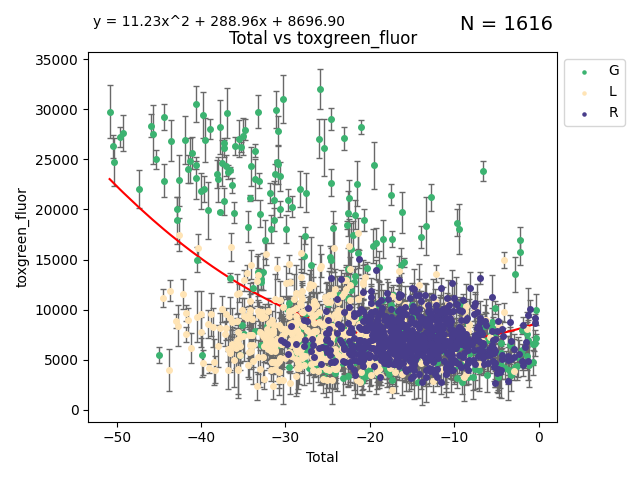 y = 11.23x^2 + 288.96x + 8696.90
N = 1616
Total vs toxgreen_fluor
35000
30000
25000
20000
15000
10000
5000
0
toxgreen_fluor
−50 −40 −30 −20 −10 0
Total
G
L
R